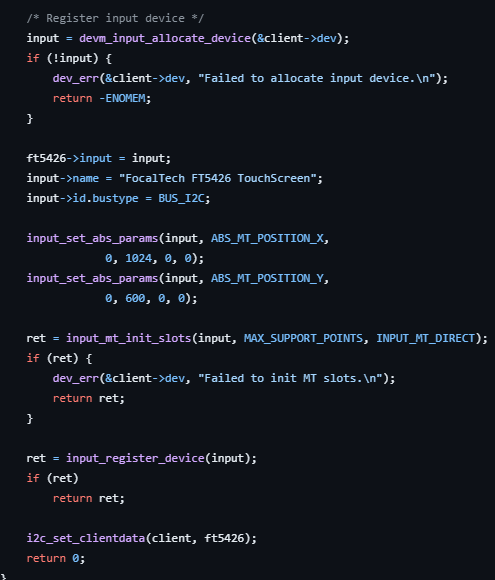 /* Register input device */
input = devm_input_allocate_device(&client->dev);
if (!input) {
dev_err(&client->dev, "Failed to allocate input device.\n");
return -ENOMEM;
}
ft5426->input = input;
input->name = "FocalTech FT5426 TouchScreen";
input->id.bustype = BUS_I2C;
input_set_abs_params(input, ABS_MT_POSITION_X,
0, 1024, 0, 0);
input_set_abs_params(input, ABS_MT_POSITION_Y,
0, 600, 0, 0);
ret = input_mt_init_slots(input, MAX_SUPPORT_POINTS, INPUT_MT_DIRECT);
if (ret) {
dev_err(&client->dev, "Failed to init MT slots.\n");
return ret;
}
ret = input_register_device(input);
if (ret)
return ret;
i2c_set_clientdata(client, ft5426);
return 0;
}